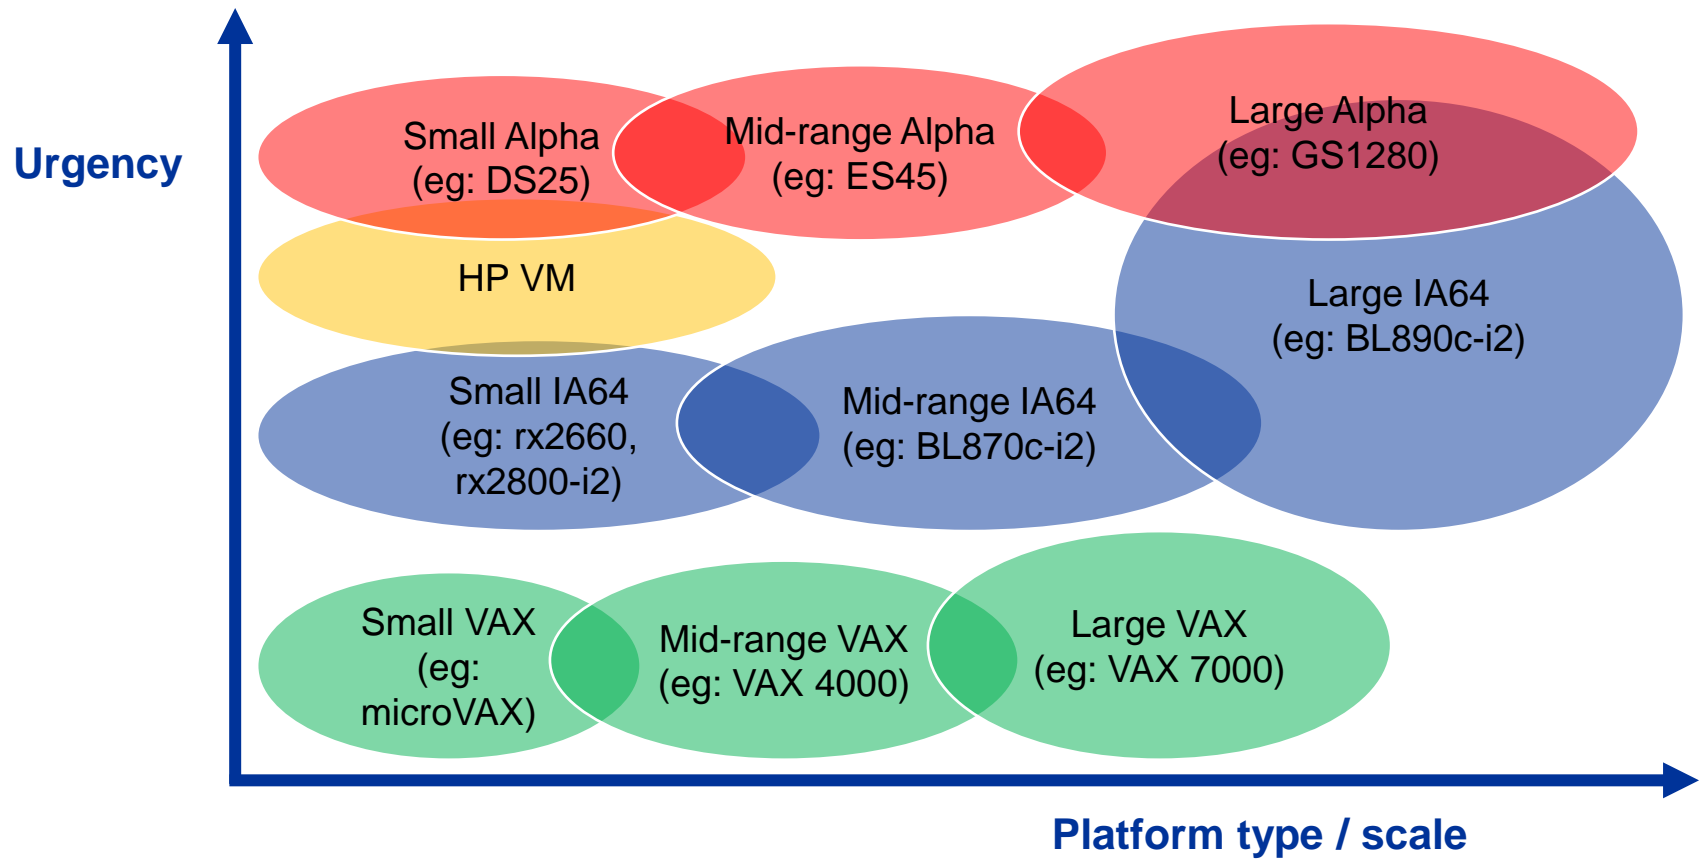 Urgency
Small Alpha
(eg: DS25)
Mid-range Alpha
(eg: ES45)
Large Alpha
(eg: GS1280)
HP VM
Large IA64
(eg: BL890c-i2)
Small IA64
(eg: rx2660,
rx2800-i2)
Mid-range IA64
(eg: BL870c-i2)
Small VAX
(eg:
microVAX)
Mid-range VAX
(eg: VAX 4000)
Large VAX
(eg: VAX 7000)
Platform type / scale